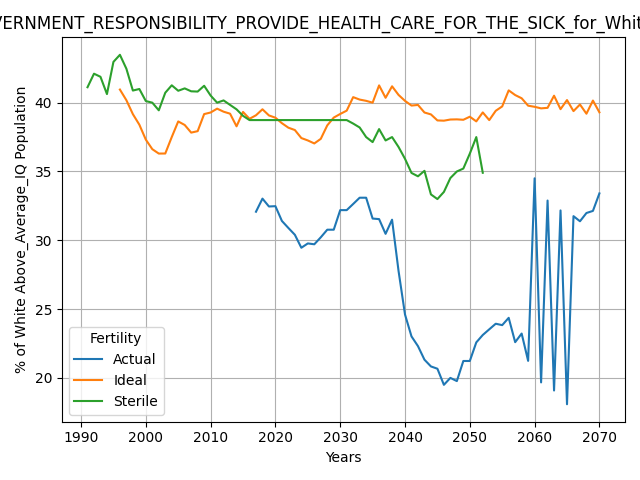 VERNMENT_RESPONSIBILITY_PROVIDE_HEALTH_CARE_FOR_THE_SICK_for_Whit
% of White Above_Average_IQ Population
40
35
30
25
20
Fertility
Actual
Ideal
Sterile
1990 2000 2010 2020 2030 2040 2050 2060 2070
Years